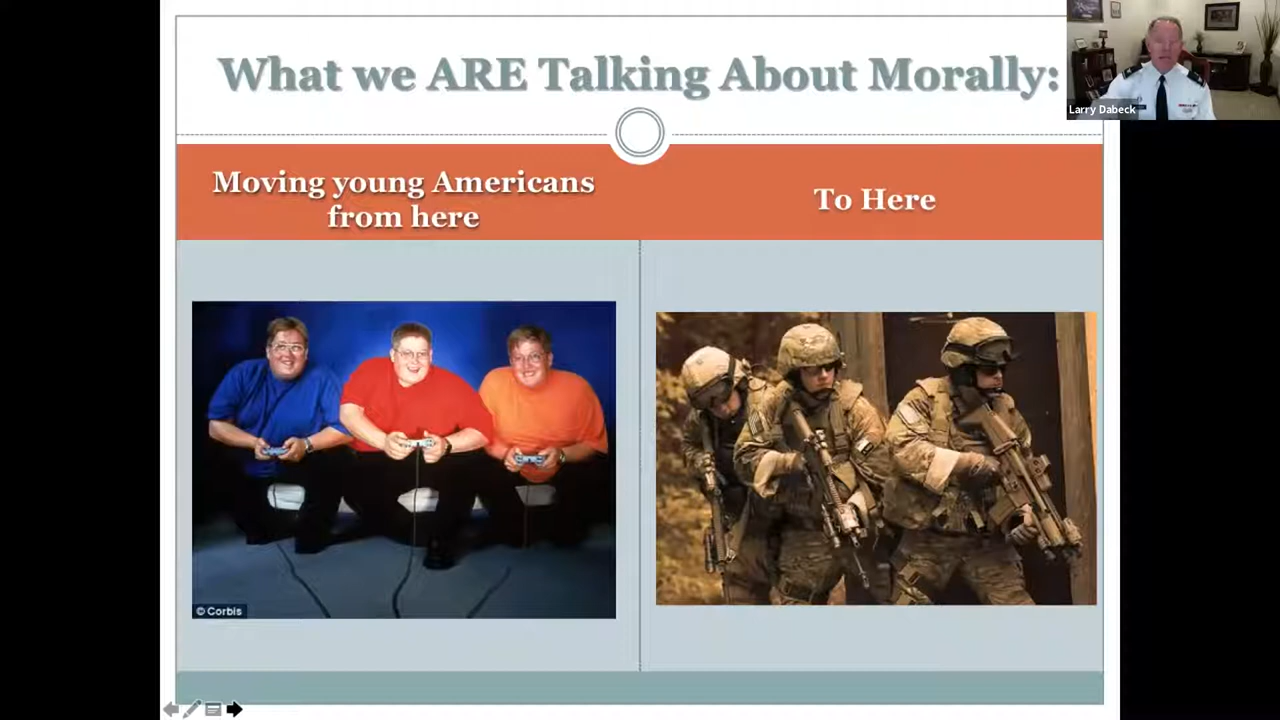 What we ARE Talking About Morally:
Larry Dabeck
Moving young Americans
from here
To Here
© Corbis